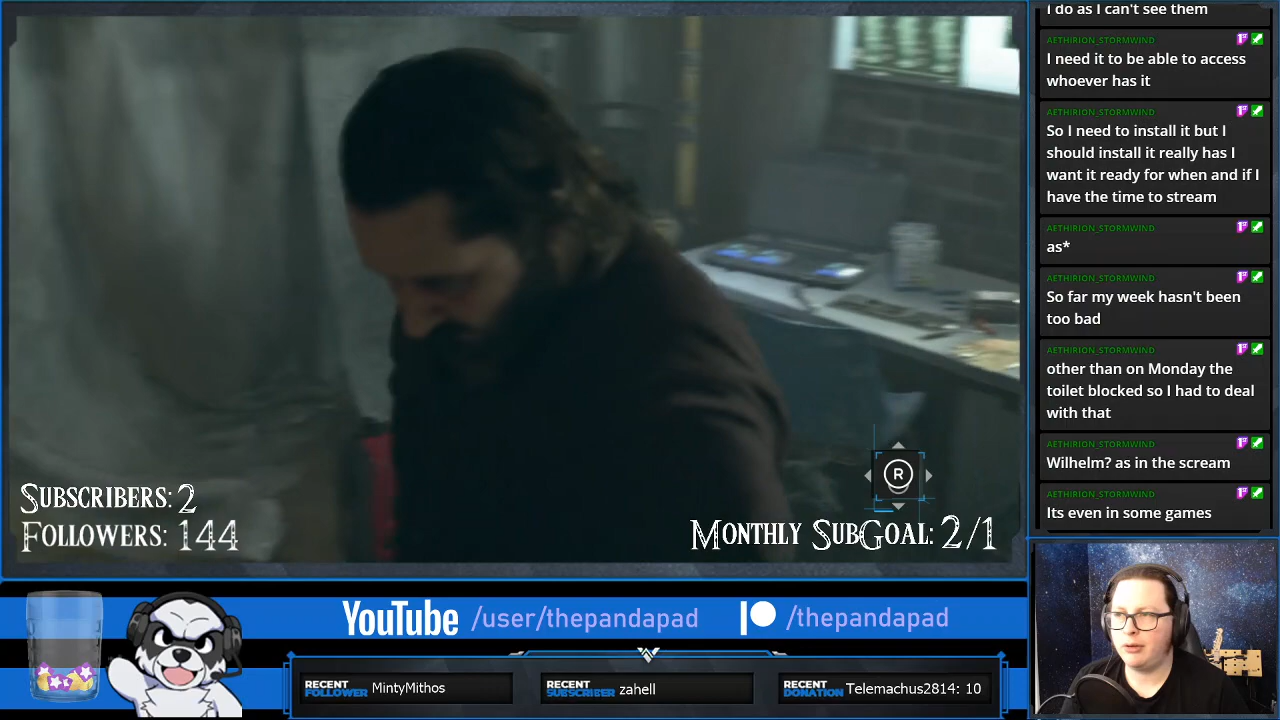 I do as I can't see them
AETHIRION_STORMWIND
I need it to be able to access
whoever has it
AETHIRION_STORMWIND
So I need to install it but I
should install it really has I
want it ready for when and if I
have the time to stream
AETHIRION_STORMWIND
as*
AETHIRION_STORMWIND
So far my week hasn't been
too bad
AETHIRION_STORMWIND
other than on Monday the
toilet blocked so I had to deal
with that
AETHIRION_STORMWIND
Wilhelm? as in the scream
AETHIRION_STORMWIND
Its even in some games
R
Subscribers: 2
Followers: 144
Monthly SubGoal: 2/1
YouTube /user/thepandapad /thepandapad
RECENT FOLLOWER MintyMithos
RECENT SUBSCRIBER zahell
RECENT DONATION Telemachus2814: 10